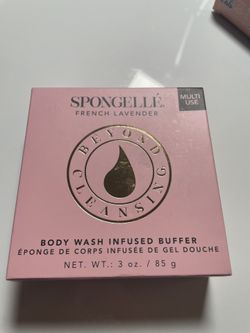 SPONGELLÉ.
FRENCH LAVENDER
MULTI
USE
BEYOND
CLEANSING
BODY WASH INFUSED BUFFER
ÉPONGE DE CORPS INFUSÉE DE GEL DOUCHE
NET. WT.: 3 oz. / 85 g